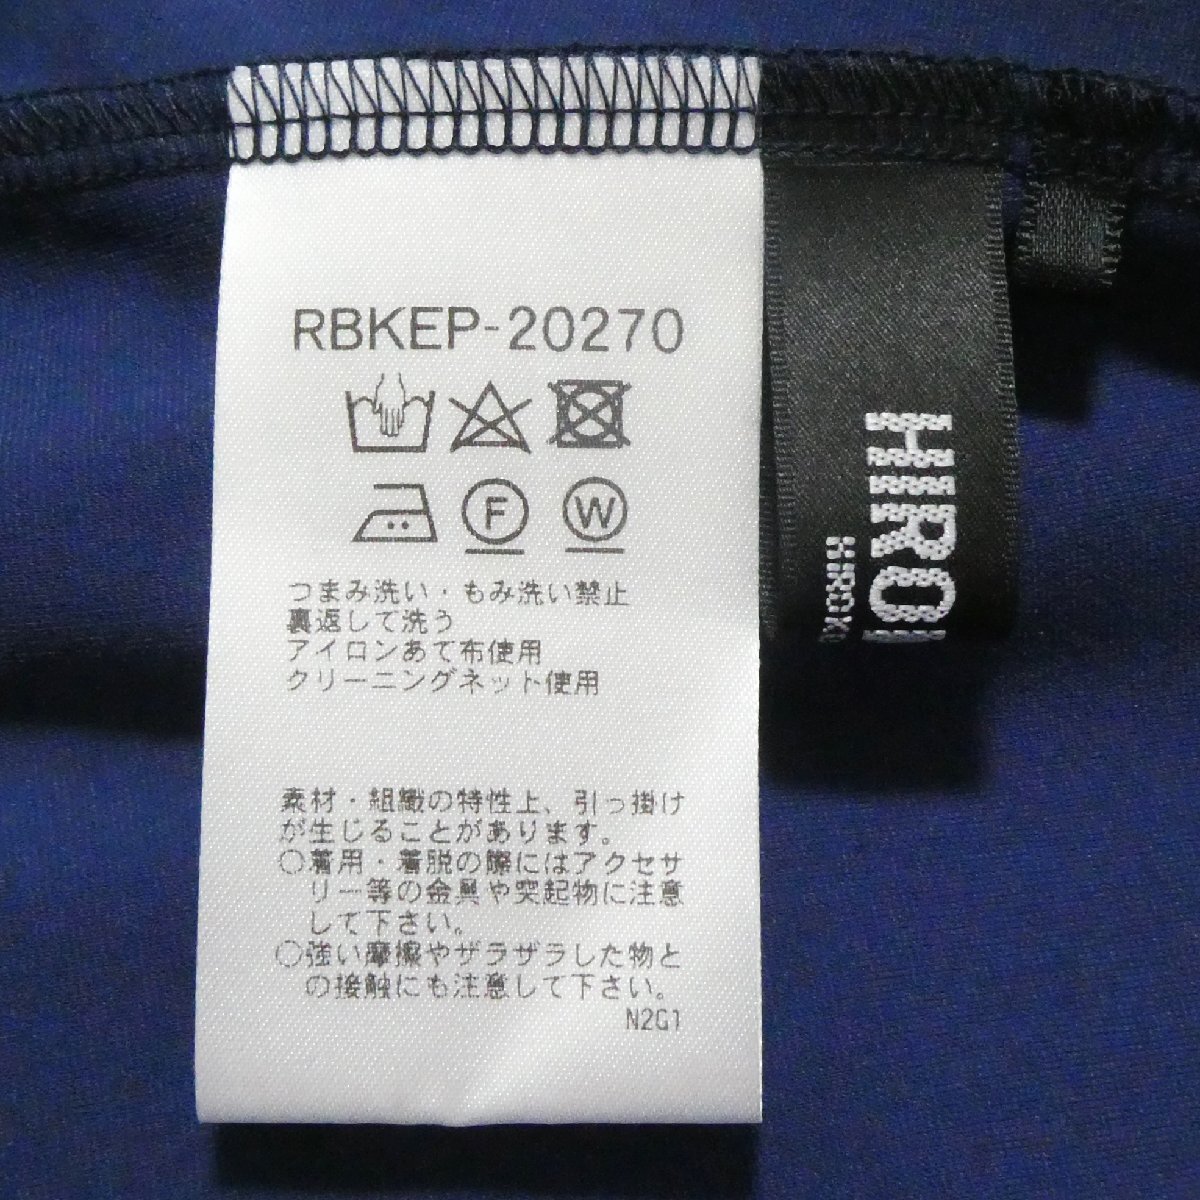 RBKEP-20270
F W
つまみ洗い・もみ洗い禁止
裏返して洗う
アイロンあて布使用
クリーニングネット使用
素材・組織の特性上、引っ掛け
が生じることがあります。
○着用・着脱の際にはアクセサ
リー等の金具や突起物に注意
して下さい。
○強い摩擦やザラザラした物と
の接触にも注意して下さい。
N2G1
HIRO
HIROK